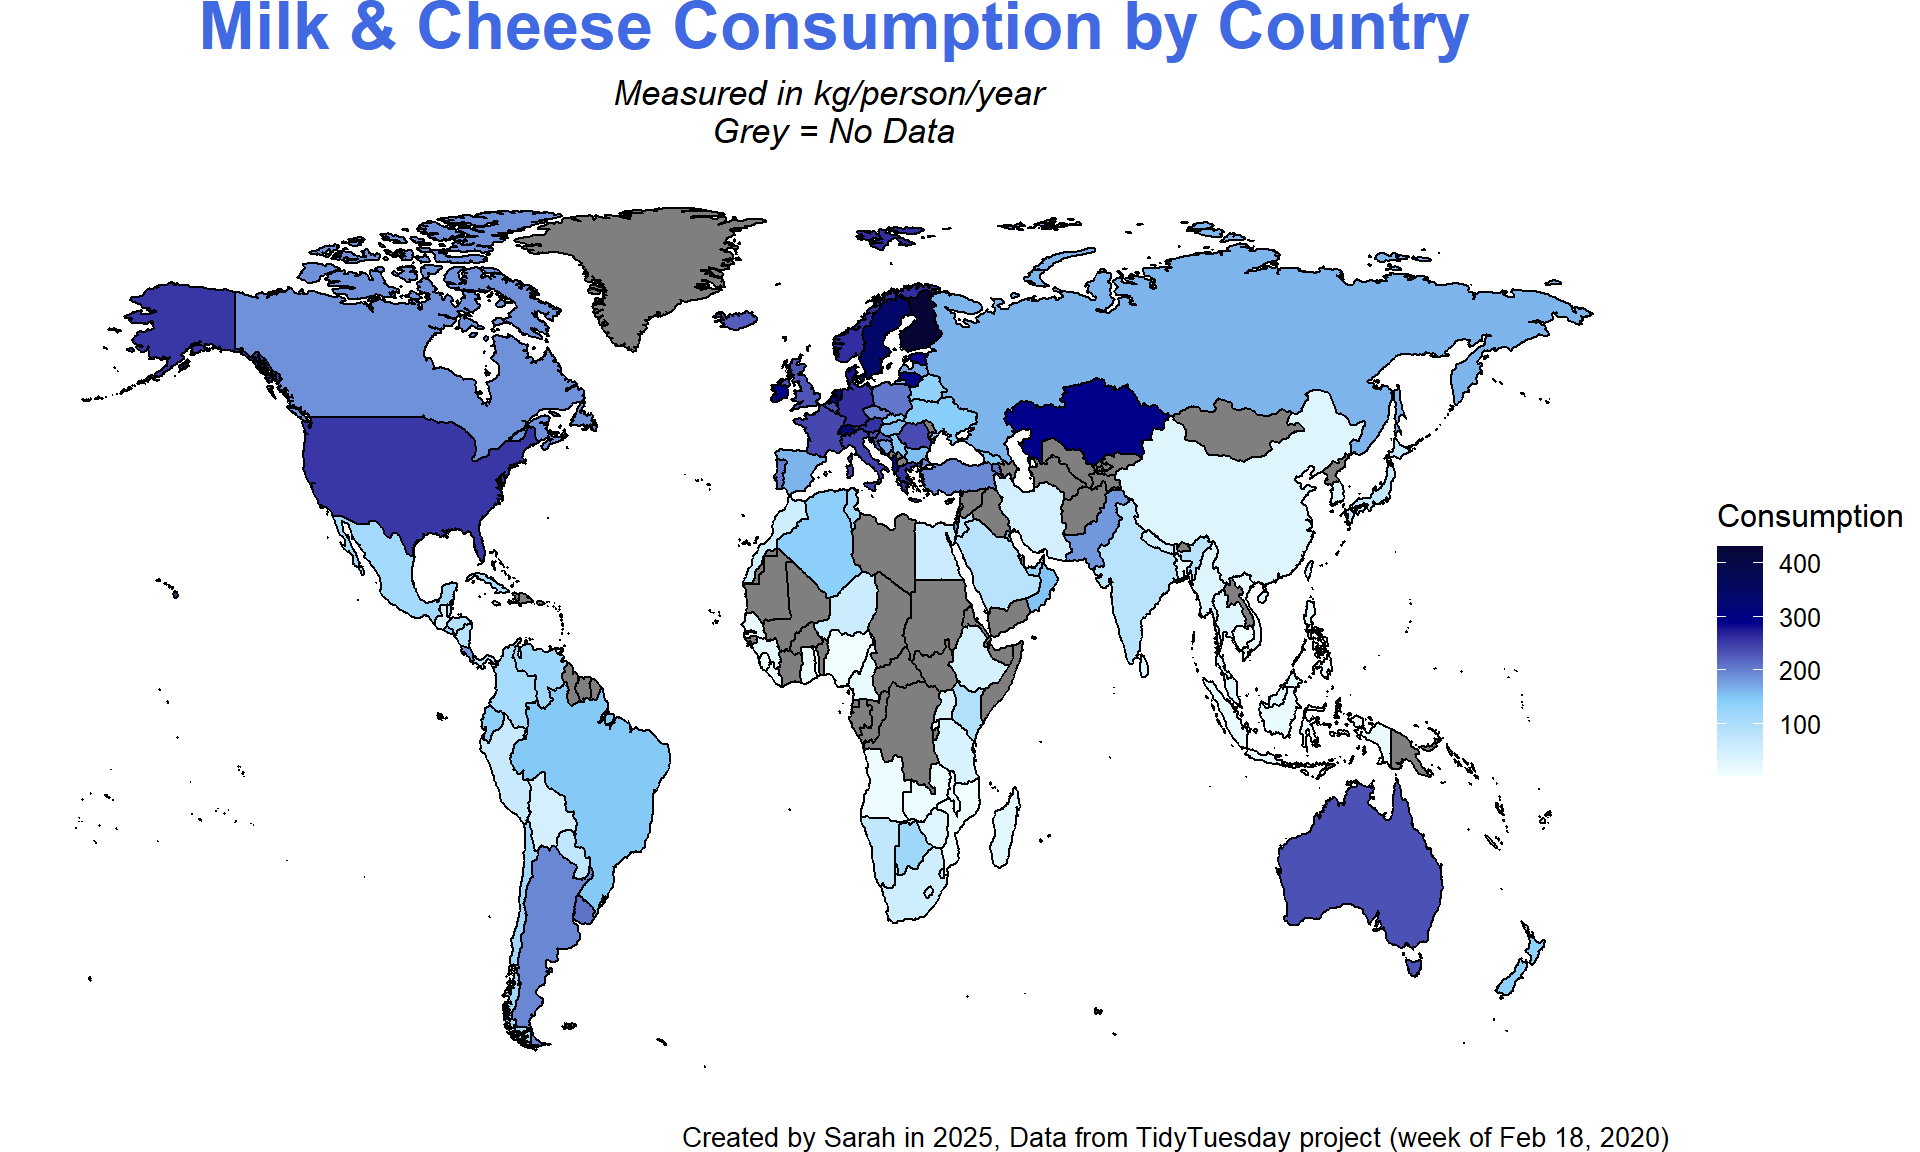 Milk & Cheese Consumption by Country
Measured in kg/person/year
Grey = No Data
Consumption
400
300
200
100
Created by Sarah in 2025, Data from TidyTuesday project (week of Feb 18, 2020)